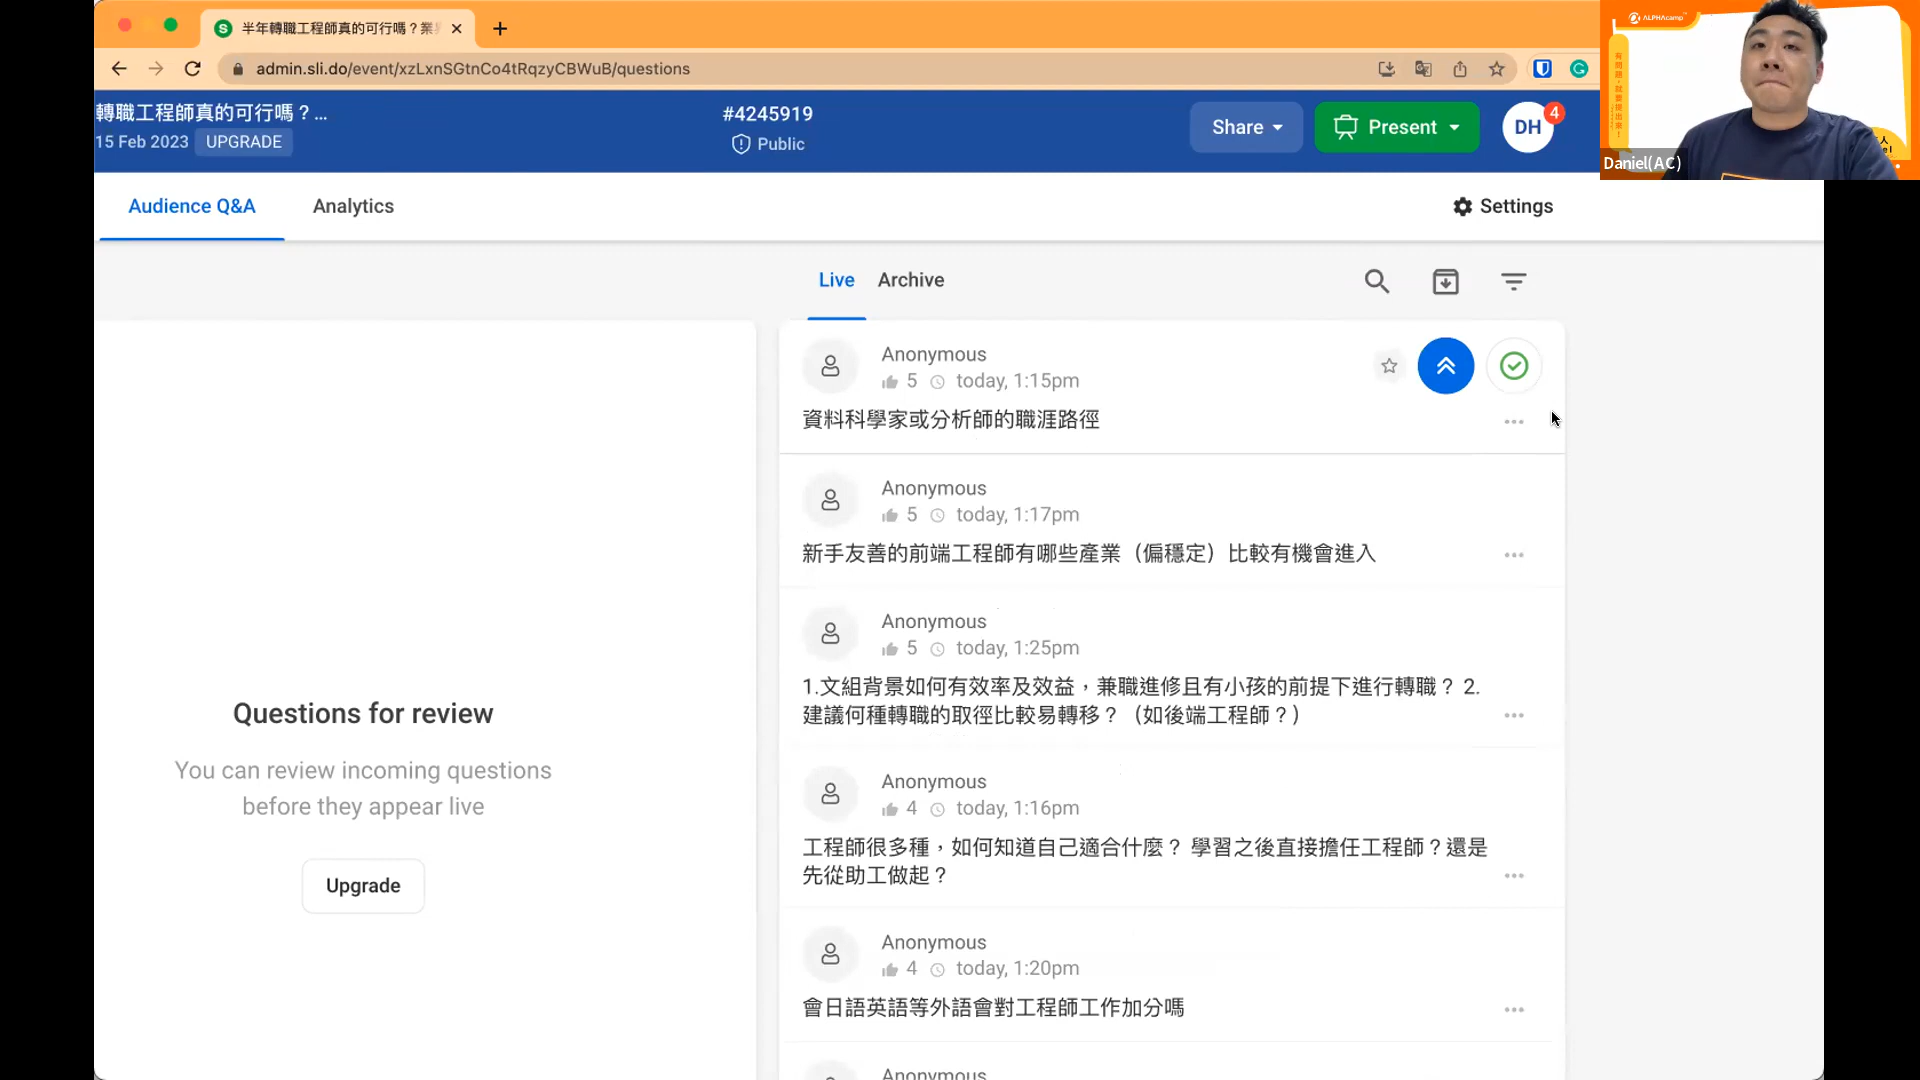 半年轉職工程師真的可行嗎？業
admin.sli.do/event/xzLxnSGtnCo4tRqzyCBWuB/questions
轉職工程師真的可行嗎？...
15 Feb 2023 UPGRADE
#4245919
Public
Share
Present
DH
4
ALPHAcamp
有問題，就要提出來！
Daniel(AC)
Audience Q&A
Analytics
Settings
Live
Archive
Questions for review
You can review incoming questions
before they appear live
Upgrade
Anonymous
5 today, 1:15pm
資料科學家或分析師的職涯路徑
Anonymous
5 today, 1:17pm
新手友善的前端工程師有哪些產業（偏穩定）比較有機會進入
Anonymous
5 today, 1:25pm
1.文組背景如何有效率及效益，兼職進修且有小孩的前提下進行轉職？ 2.
建議何種轉職的取徑比較易轉移？（如後端工程師？）
Anonymous
4 today, 1:16pm
工程師很多種，如何知道自己適合什麼？ 學習之後直接擔任工程師？還是
先從助工做起？
Anonymous
4 today, 1:20pm
會日語英語等外語會對工程師工作加分嗎
Anonymous